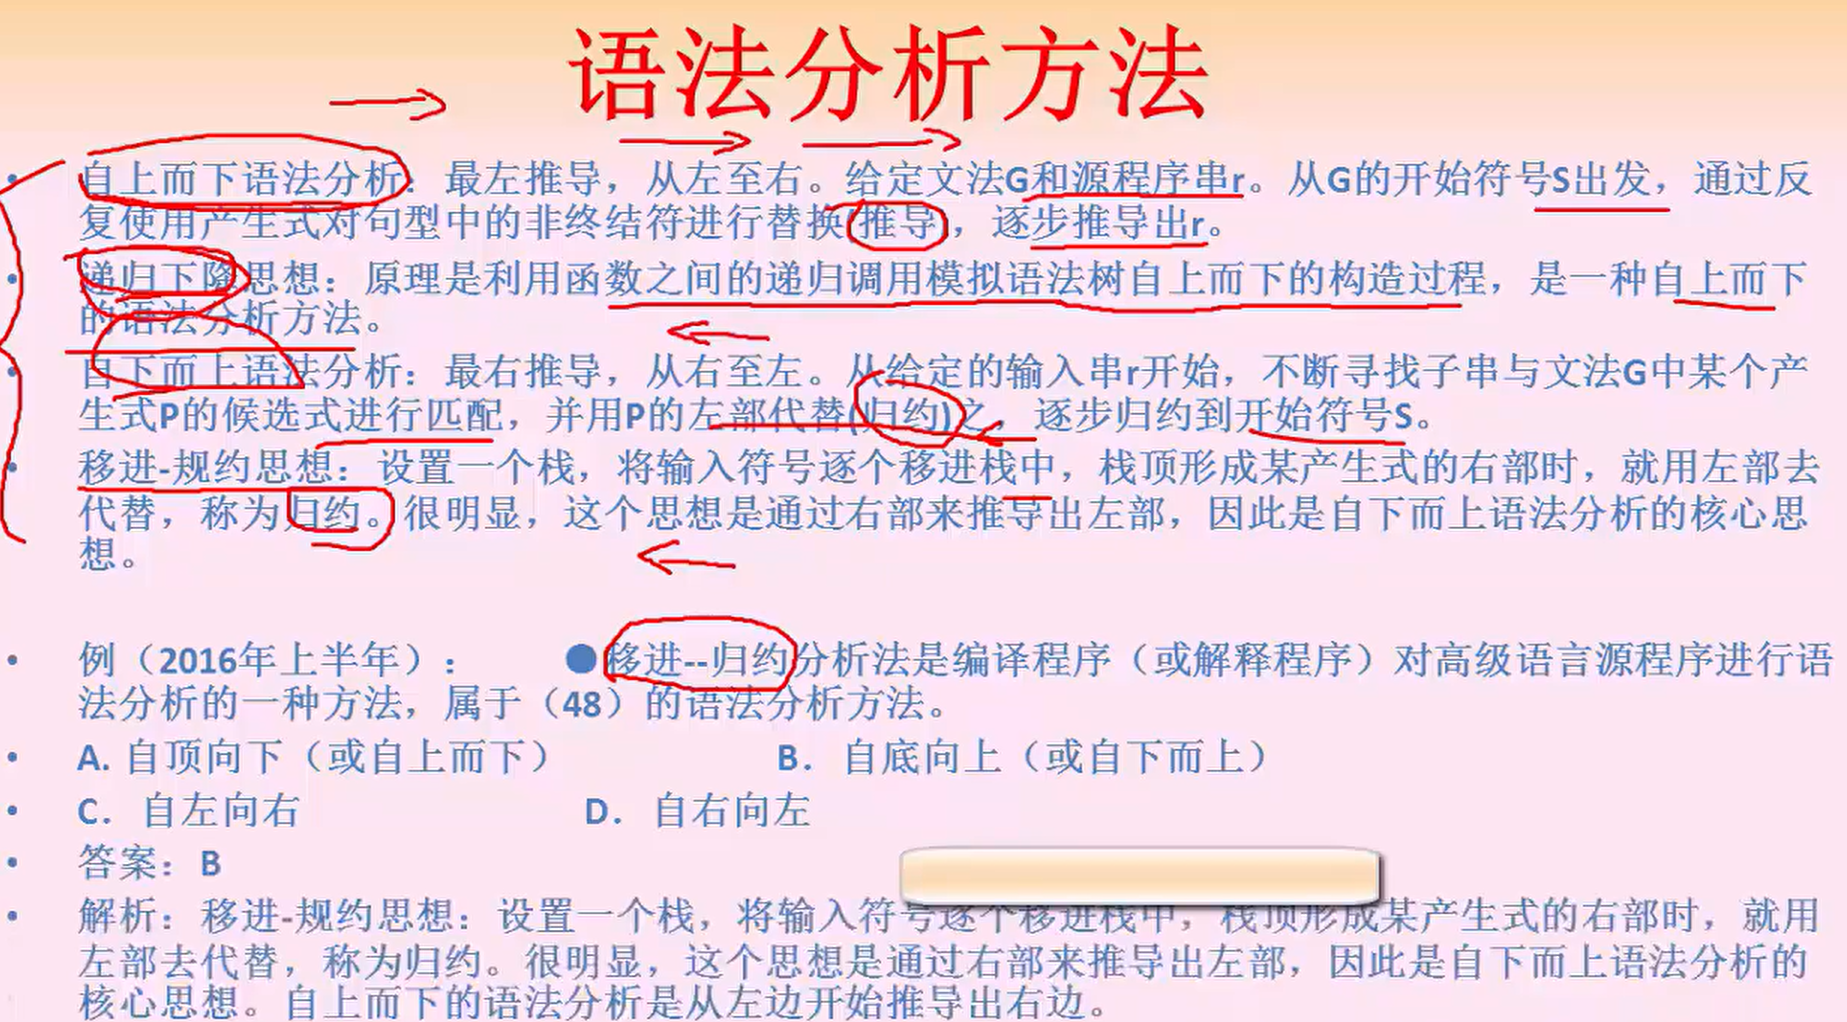 语法分析方法
• 自上而下语法分析：最左推导，从左至右。给定文法G和源程序串r。从G的开始符号S出发，通过反
复使用产生式对句型中的非终结符进行替换(推导)，逐步推导出r。
• 递归下降思想：原理是利用函数之间的递归调用模拟语法树自上而下的构造过程，是一种自上而下
的语法分析方法。
• 自下而上语法分析：最右推导，从右至左。从给定的输入串r开始，不断寻找子串与文法G中某个产
生式P的候选式进行匹配，并用P的左部代替(归约)之，逐步归约到开始符号S。
• 移进-规约思想：设置一个栈，将输入符号逐个移进栈中，栈顶形成某产生式的右部时，就用左部去
代替，称为归约。很明显，这个思想是通过右部来推导出左部，因此是自下而上语法分析的核心思
想。
• 例（2016年上半年）： ●移进--归约分析法是编译程序（或解释程序）对高级语言源程序进行语
法分析的一种方法，属于（48）的语法分析方法。
• A. 自顶向下（或自上而下） B. 自底向上（或自下而上）
• C. 自左向右 D. 自右向左
• 答案：B
• 解析：移进-规约思想：设置一个栈，将输入符号逐个移进栈中，栈顶形成某产生式的右部时，就用
左部去代替，称为归约。很明显，这个思想是通过右部来推导出左部，因此是自下而上语法分析的
核心思想。自上而下的语法分析是从左边开始推导出右边。